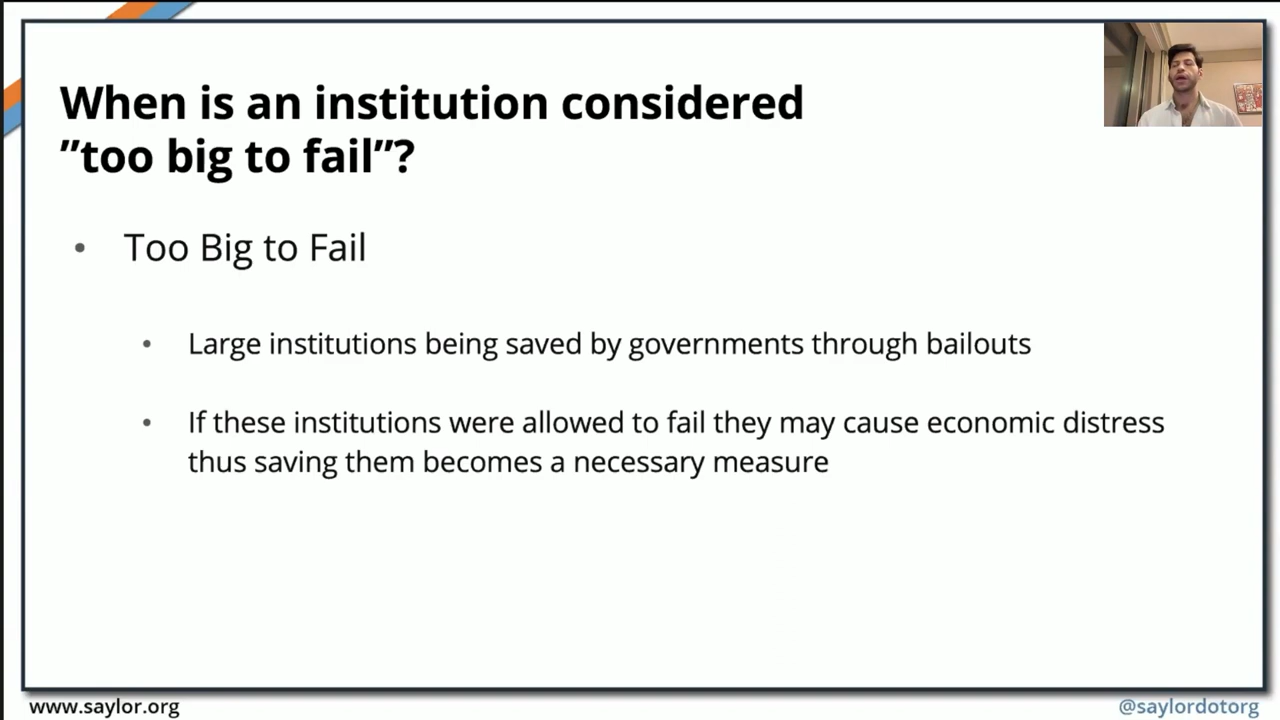 When is an institution considered
”too big to fail”?
• Too Big to Fail
• Large institutions being saved by governments through bailouts
• If these institutions were allowed to fail they may cause economic distress
thus saving them becomes a necessary measure
www.saylor.org
@saylordotorg